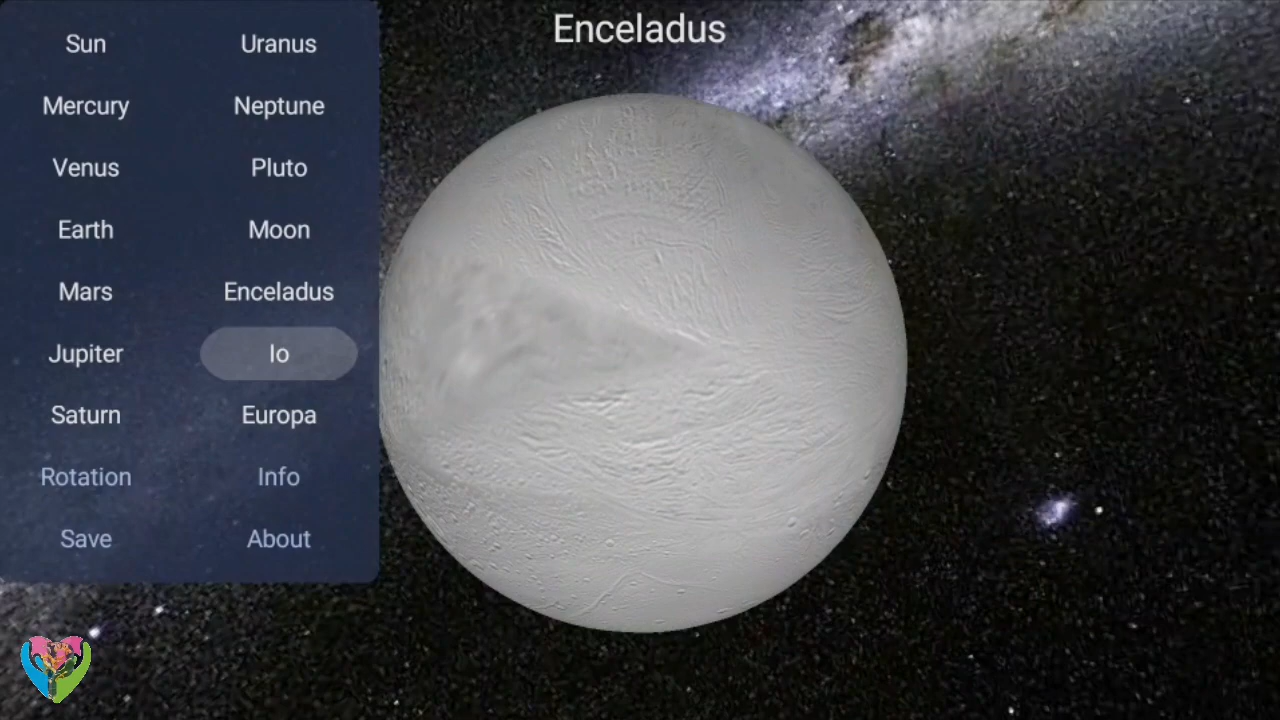 Enceladus
Sun Uranus
Mercury Neptune
Venus Pluto
Earth Moon
Mars Enceladus
Jupiter Io
Saturn Europa
Rotation Info
Save About